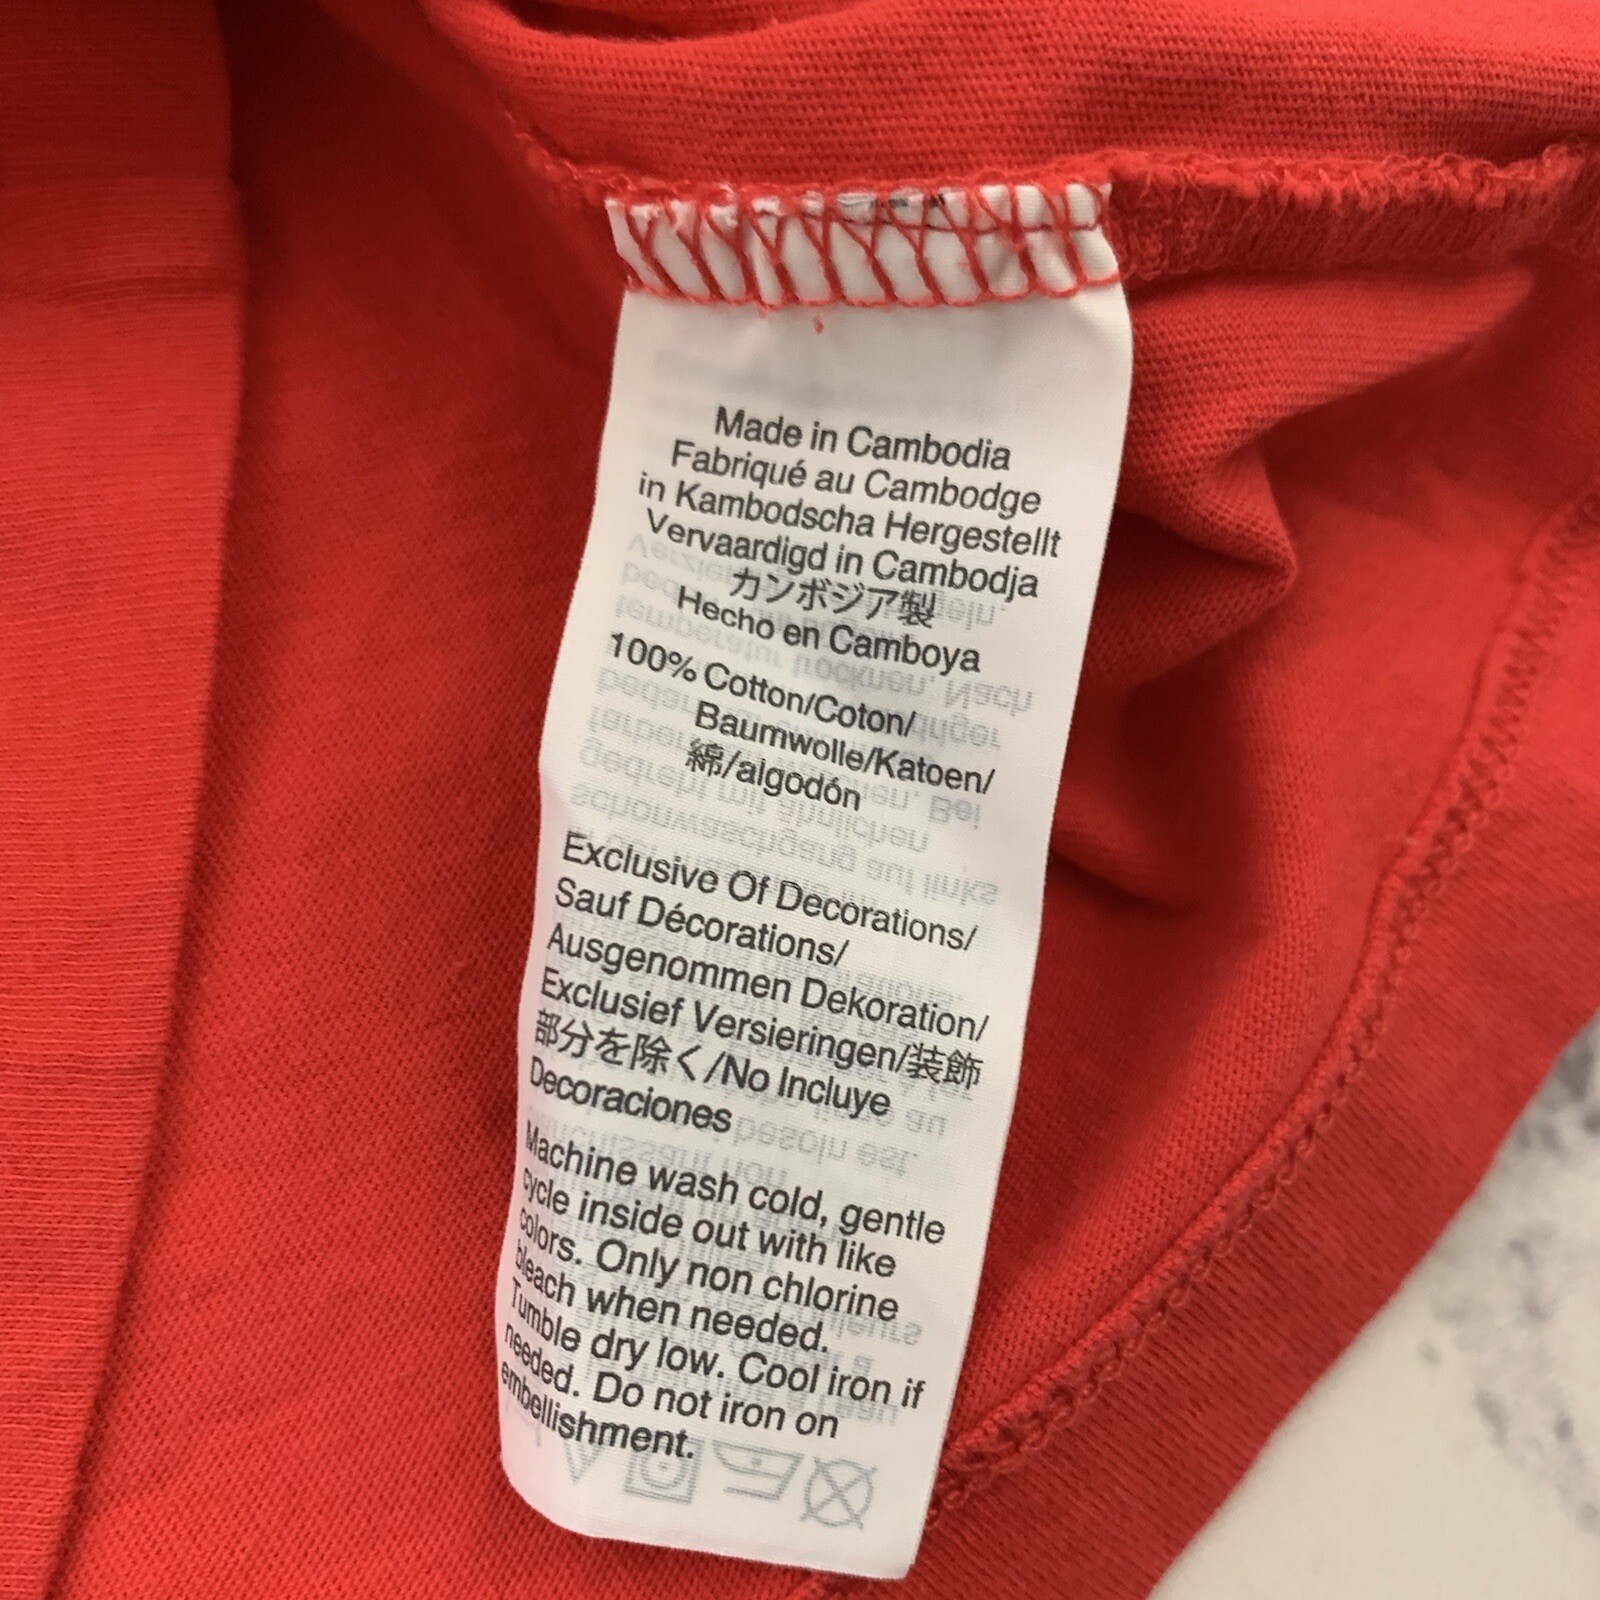 Made in Cambodia
Fabriqué au Cambodge
in Kambodscha Hergestellt
Vervaardigd in Cambodja
カンボジア製
Hecho en Camboya
100% Cotton/Coton/
Baumwolle/Katoen/
綿/algodón
Exclusive Of Decorations/
Sauf Décorations/
Ausgenommen Dekoration/
Exclusief Versieringen/装飾
部分を除く/No Incluye
Decoraciones
Machine wash cold, gentle
cycle inside out with like
colors. Only non chlorine
bleach when needed.
Tumble dry low. Cool iron if
needed. Do not iron on
embellishment.